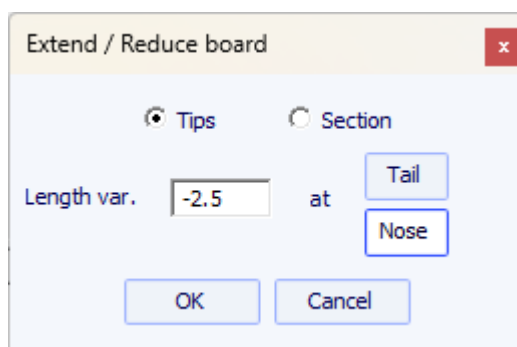 Extend / Reduce board
x
Tips Section
Tail
Length var. -2.5 at
Nose
OK Cancel